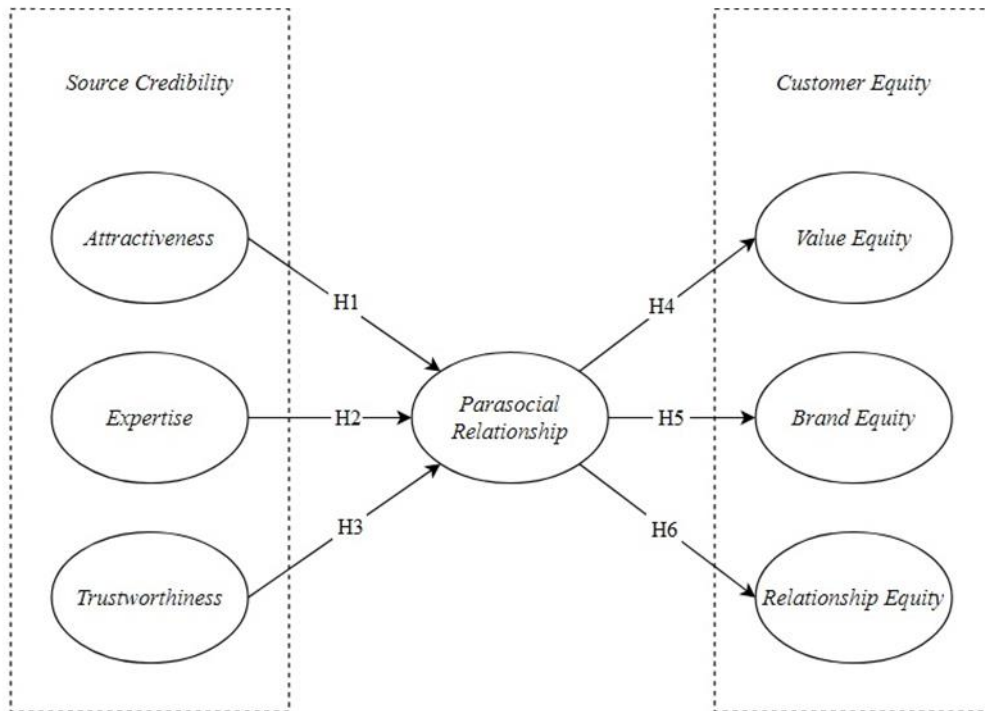 Source Credibility
Customer Equity
Attractiveness
Value Equity
H1
H4
Expertise
H2
Parasocial
Relationship
H5
Brand Equity
H3
H6
Trustworthiness
Relationship Equity